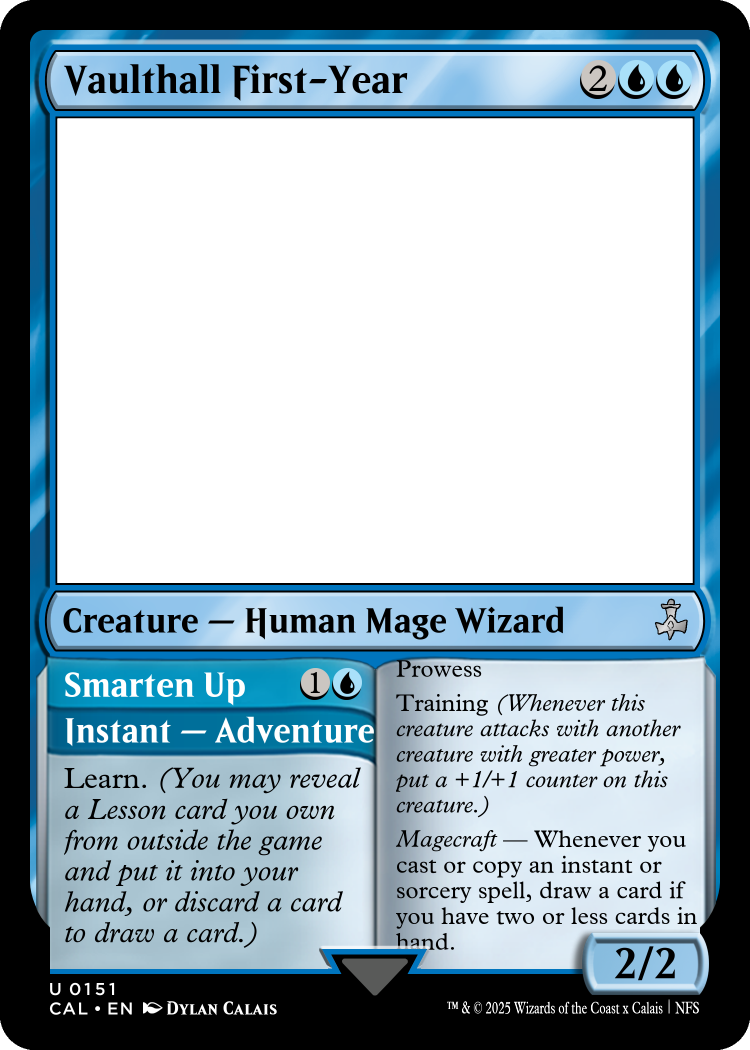 Vaulthall First-Year 2
Creature — Human Mage Wizard
Smarten Up 1
Instant — Adventure
Learn. (You may reveal
a Lesson card you own
from outside the game
and put it into your
hand, or discard a card
to draw a card.)
Prowess
Training (Whenever this
creature attacks with another
creature with greater power,
put a +1/+1 counter on this
creature.)
Magecraft — Whenever you
cast or copy an instant or
sorcery spell, draw a card if
you have two or less cards in
hand.
2/2
U 0151
CAL • EN DYLAN CALAIS
™ & © 2025 Wizards of the Coast x Calais | NFS